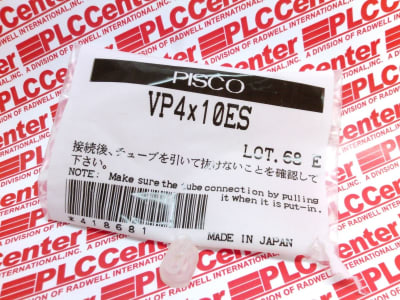 PISCO
VP4x10ES
LOT.68 E
接続後、チューブを引いて抜けないことを確認して
下さい。
NOTE: Make sure the tube connection by pulling
it when it is put-in.
*418681
MADE IN JAPAN
PLCCenter
A DIVISION OF RADWELL INTERNATIONAL, INC.